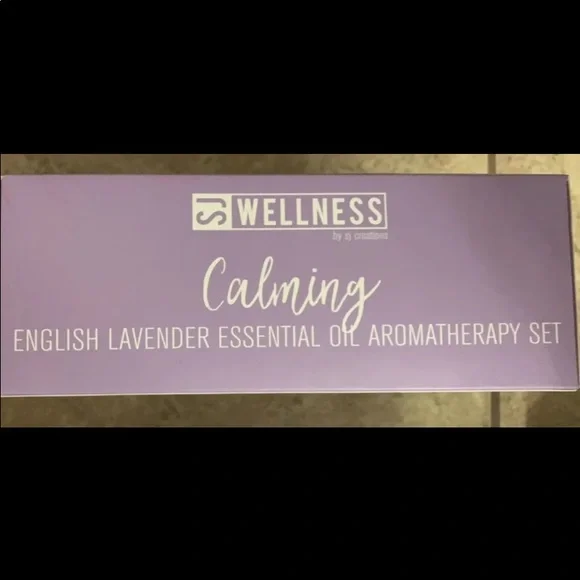 SJ WELLNESS
by sj creations
Calming
ENGLISH LAVENDER ESSENTIAL OIL AROMATHERAPY SET